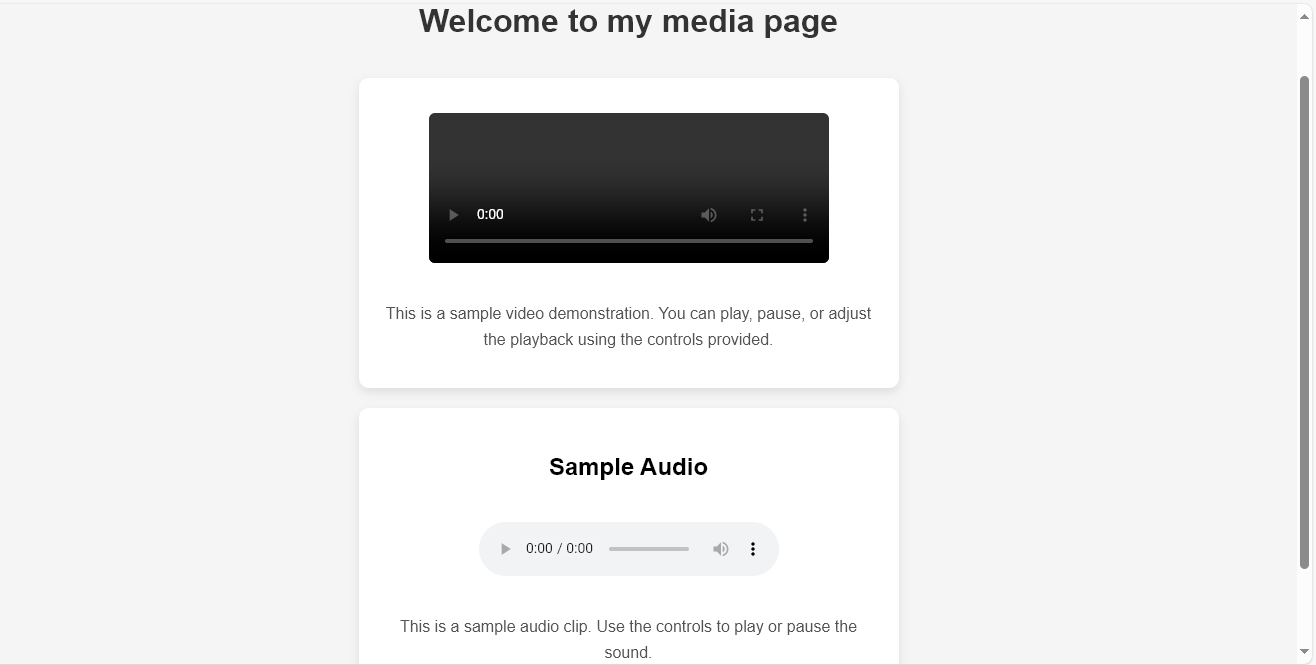 Welcome to my media page
0:00
This is a sample video demonstration. You can play, pause, or adjust
the playback using the controls provided.
Sample Audio
0:00 / 0:00
This is a sample audio clip. Use the controls to play or pause the
sound.